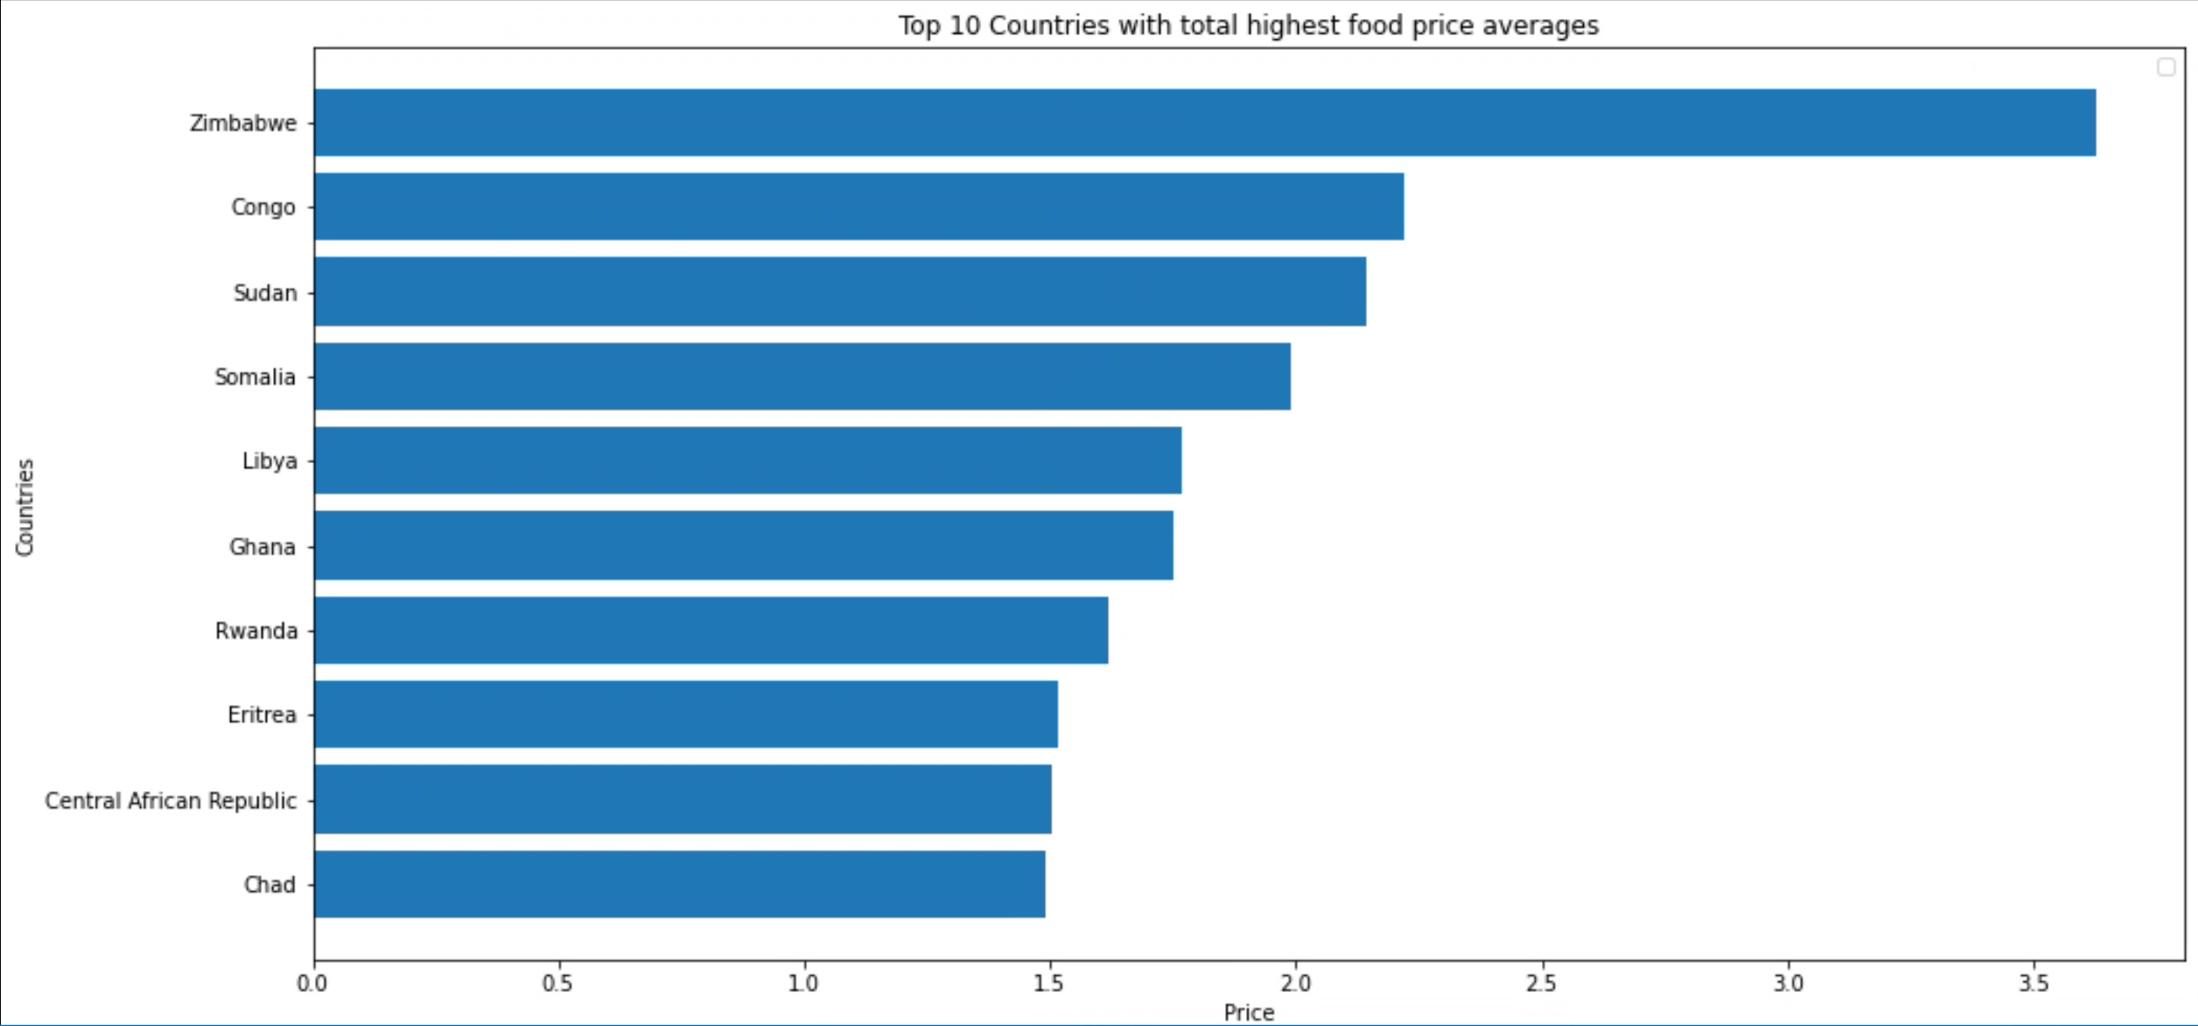 Top 10 Countries with total highest food price averages
Zimbabwe
Congo
Sudan
Somalia
Libya
Ghana
Rwanda
Eritrea
Central African Republic
Chad
Countries
0.0 0.5 1.0 1.5 2.0 2.5 3.0 3.5
Price